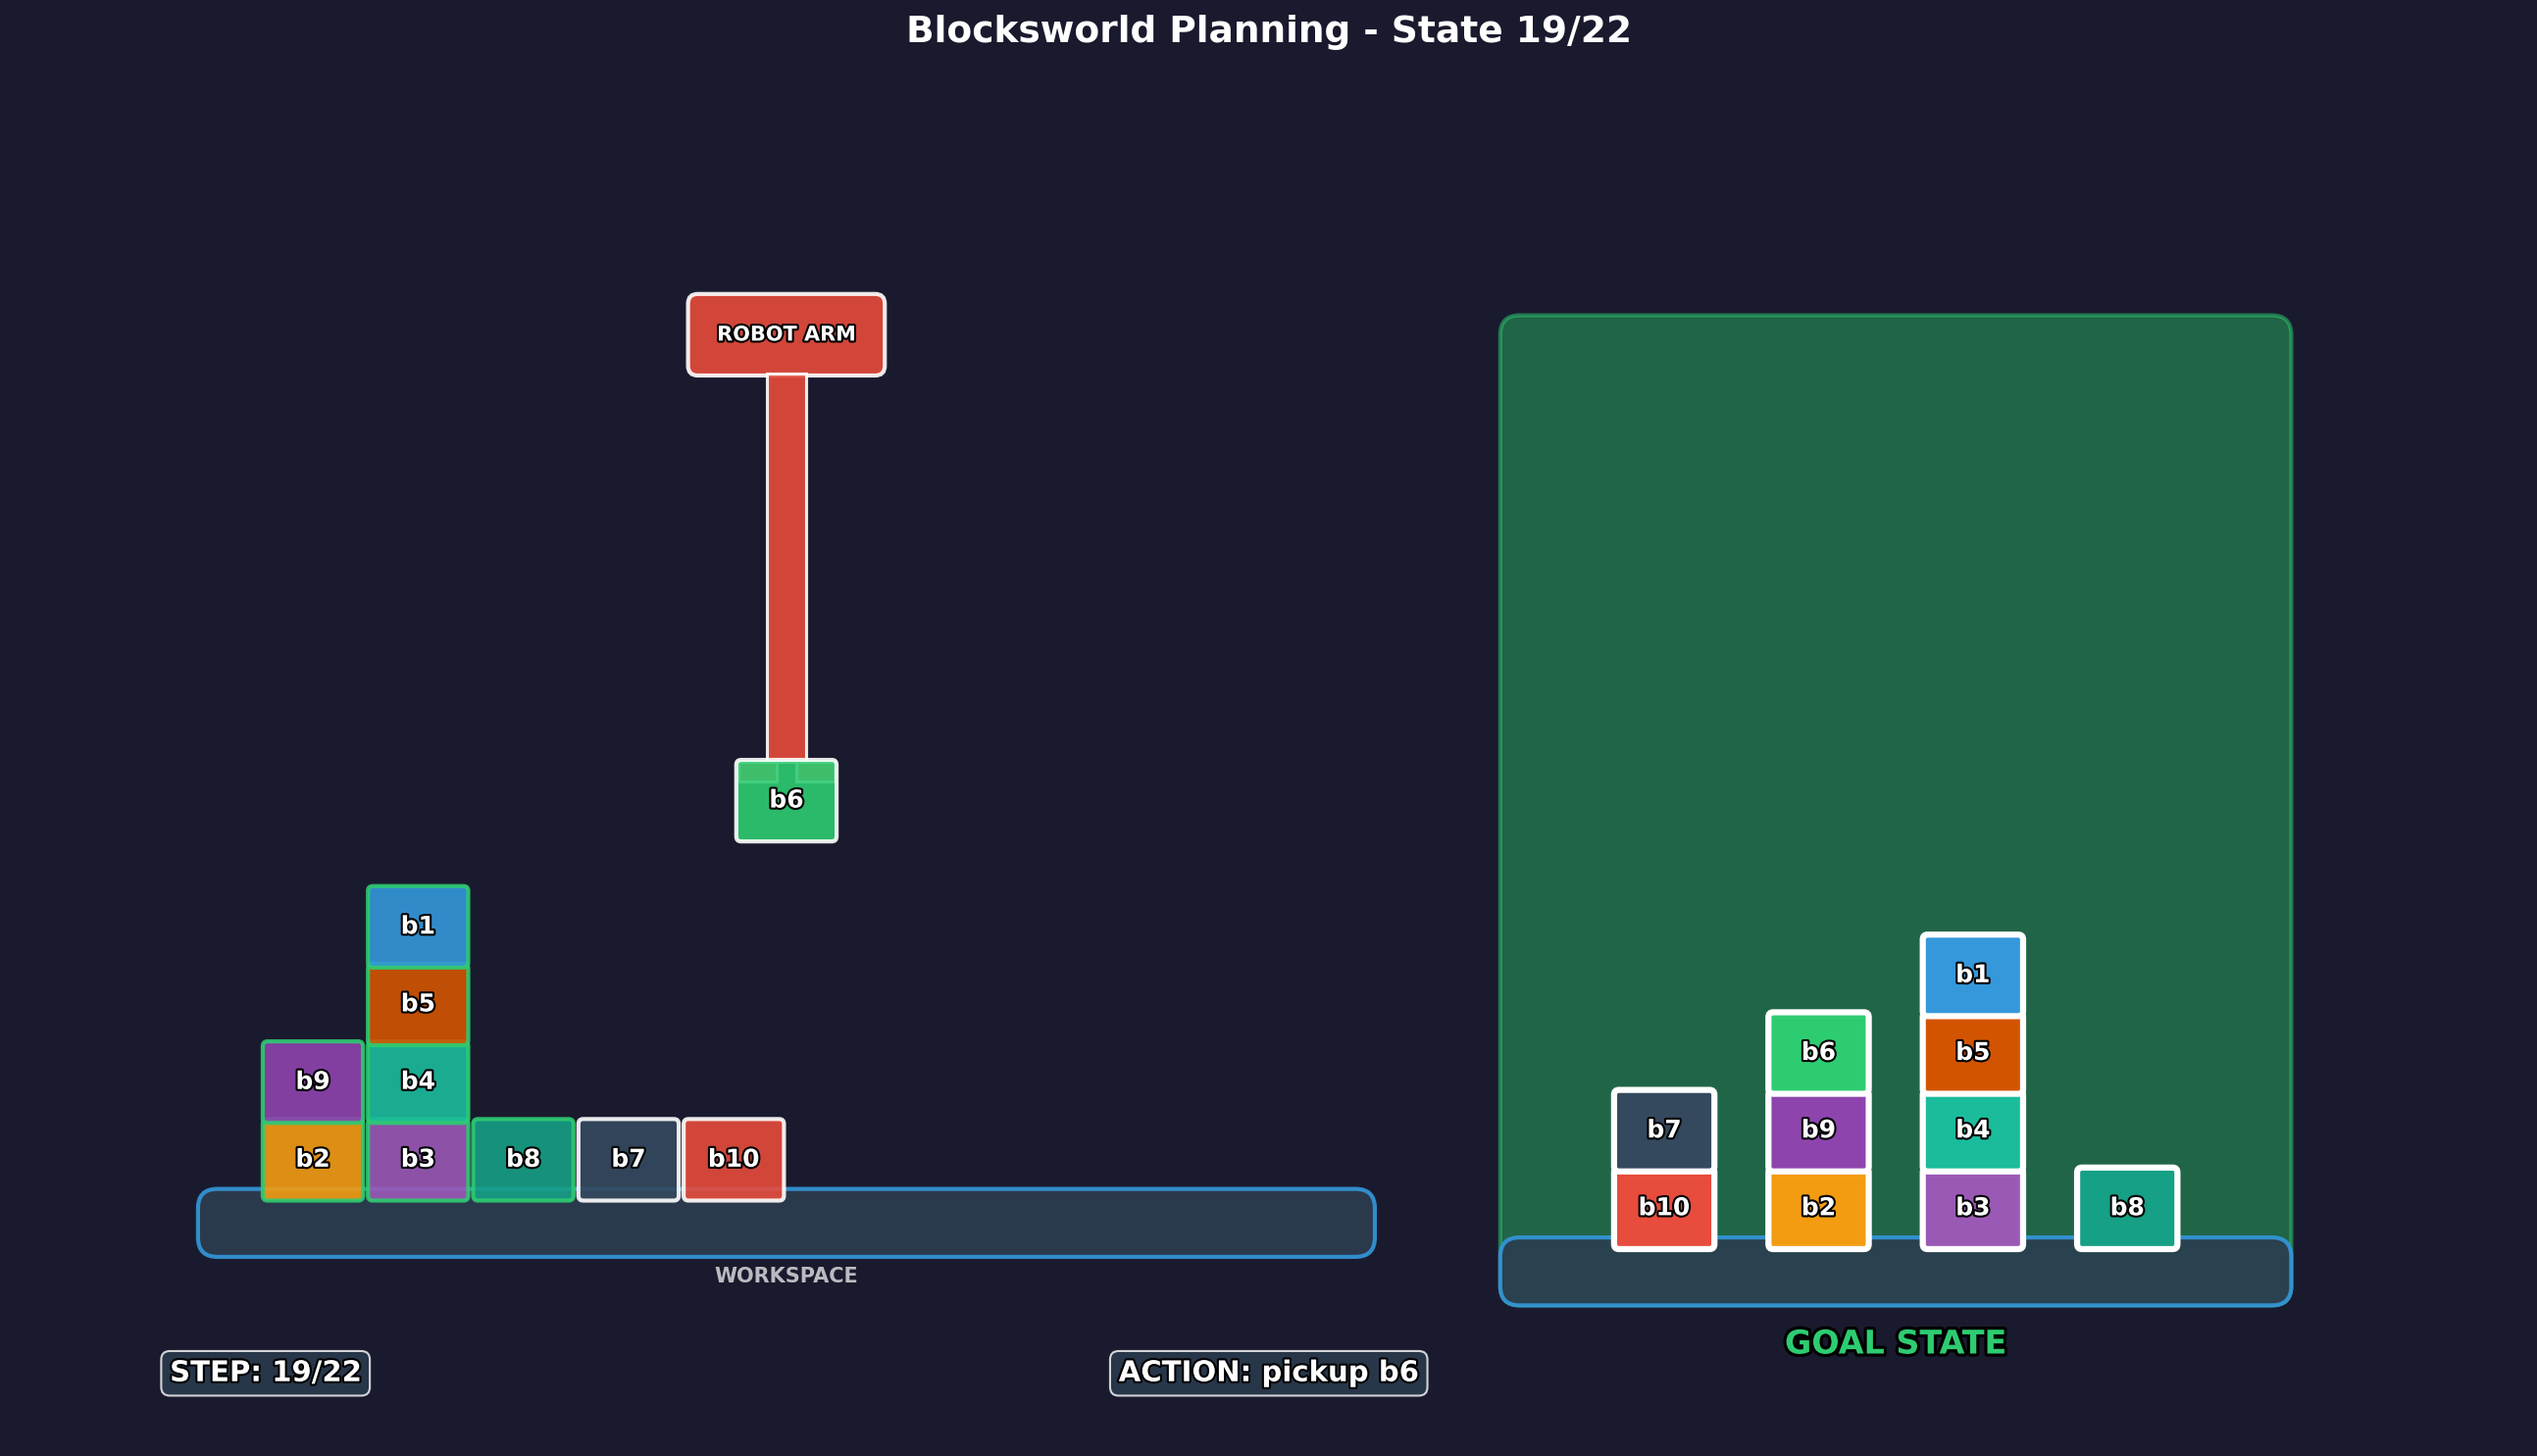 Blocksworld Planning - State 19/22
ROBOT ARM
b6
b1
b5
b9 b4
b2 b3 b8 b7 b10
WORKSPACE
b1
b6 b5
b7 b9 b4
b10 b2 b3 b8
GOAL STATE
STEP: 19/22
ACTION: pickup b6